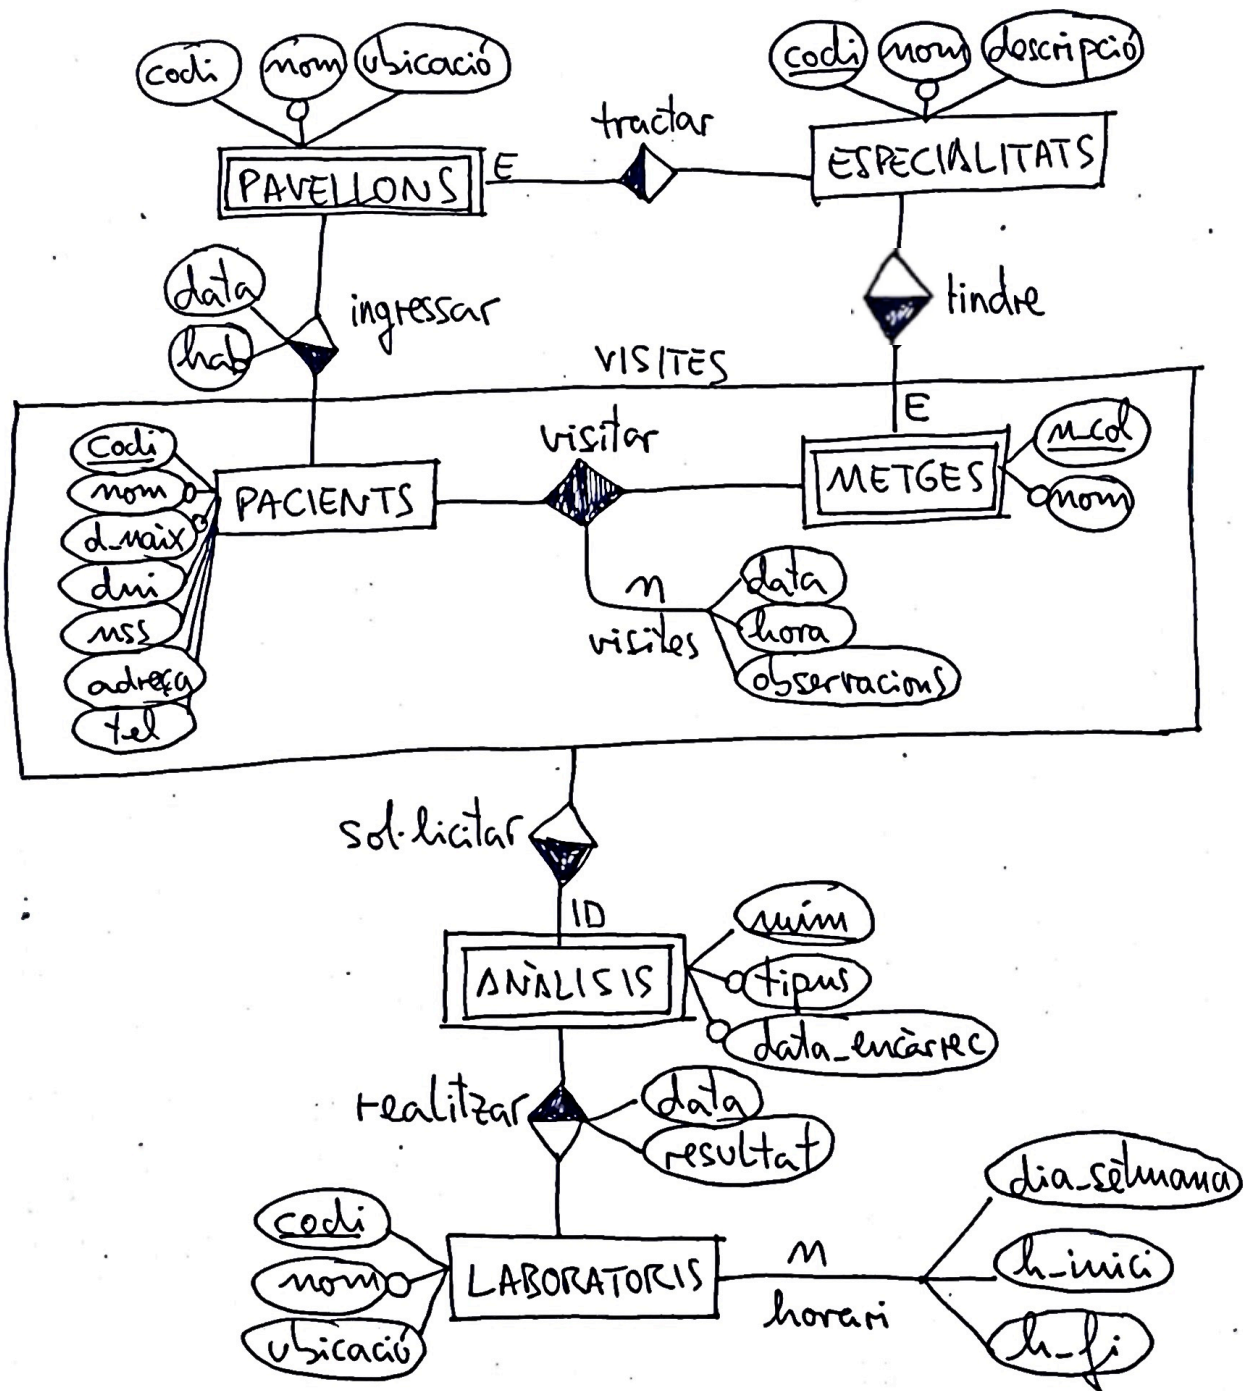 codi nom ubicació
codi nom descripció
tractar
PAVELLONS E
ESPECIALITATS
data
hab
ingressar
tindre
VISITES
E
codi
nom
d_naix
dni
nss
adreça
tel
PACIENTS
visitar
METGES
n_col
nom
n
visites
data
hora
observacions
sol·licitar
ID
ANÀLISIS
núm
tipus
data_encàrrec
realitzar
data
resultat
codi
nom
ubicació
LABORATORIS
n
horari
dia_setmana
h_inici
h_fi